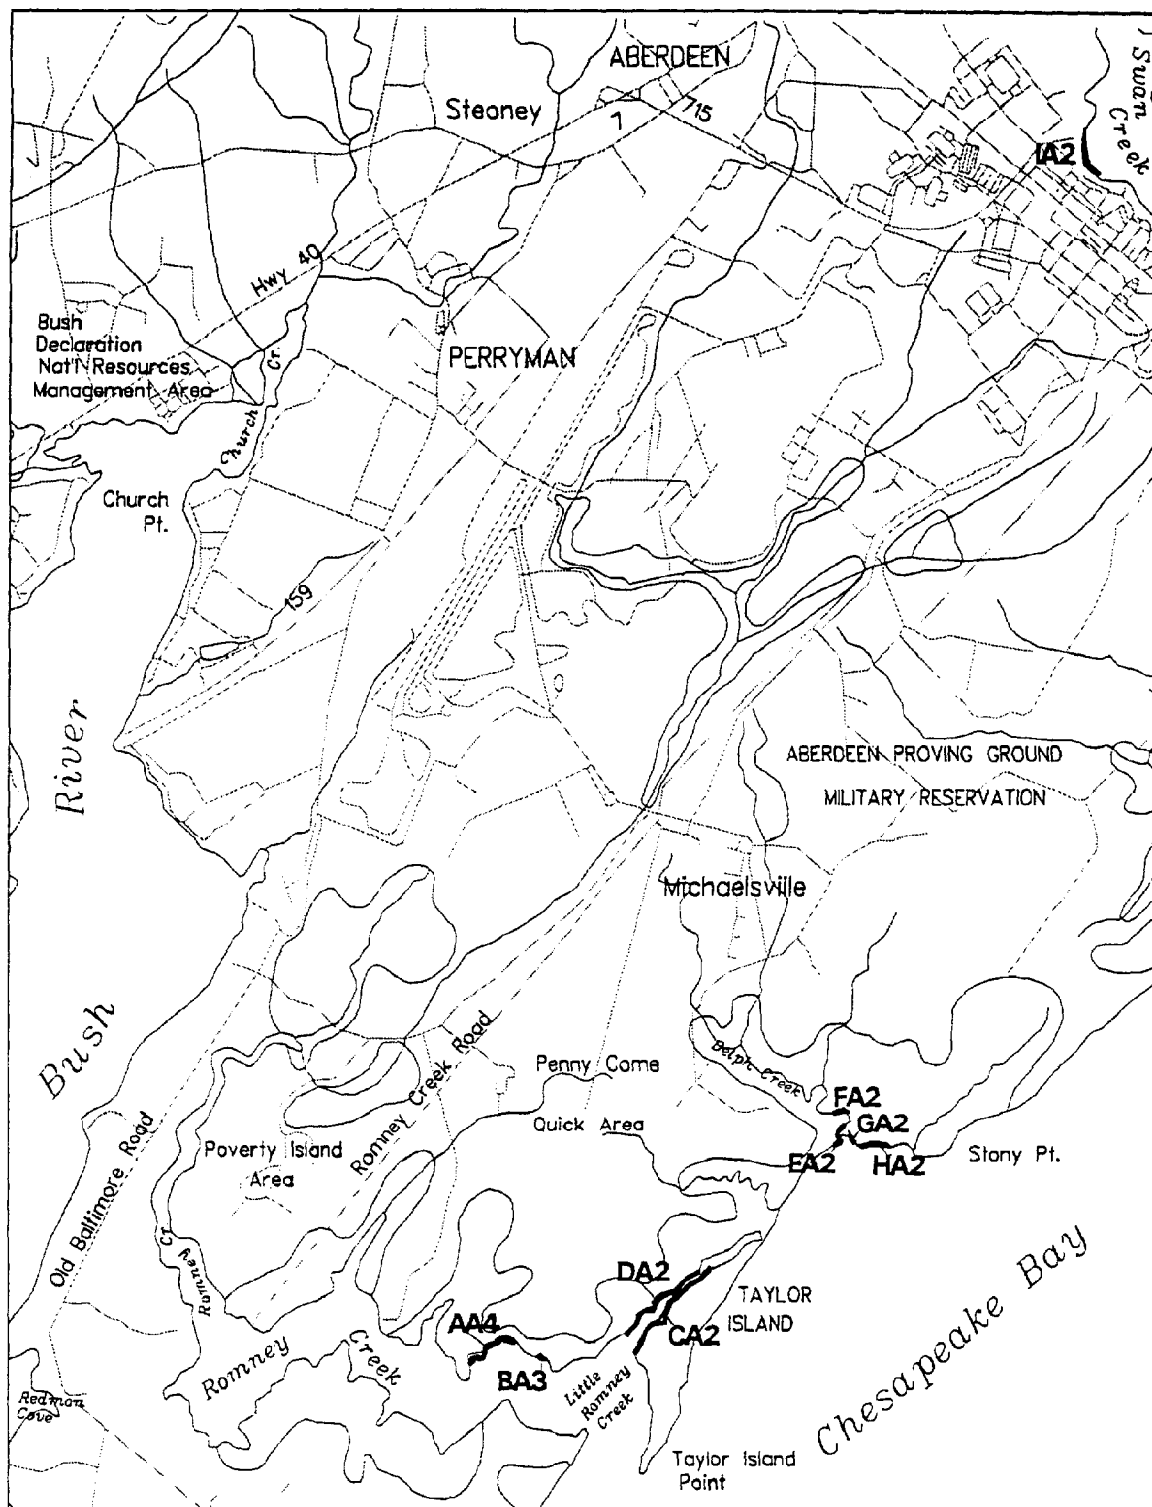 ABERDEEN
Steaney
7
715
Swan
Creek
IA2
Hwy 40
Bush
Declaration
Nat'l Resources
Management Area
Church
Cr.
PERRYMAN
Church
Pt.
159
River
ABERDEEN PROVING GROUND
MILITARY RESERVATION
Michaelsville
Bush
Romney Creek Road
Penny Come
Quick Area
Delph Creek
FA2
GA2
EA2
HA2
Stony Pt.
Poverty Island
Area
Old Baltimore Road
Romney
Cr.
DA2
TAYLOR
ISLAND
CA2
AA4
BA3
Romney
Creek
Little
Romney
Creek
Redman
Cove
Chesapeake Bay
Taylor Island
Point